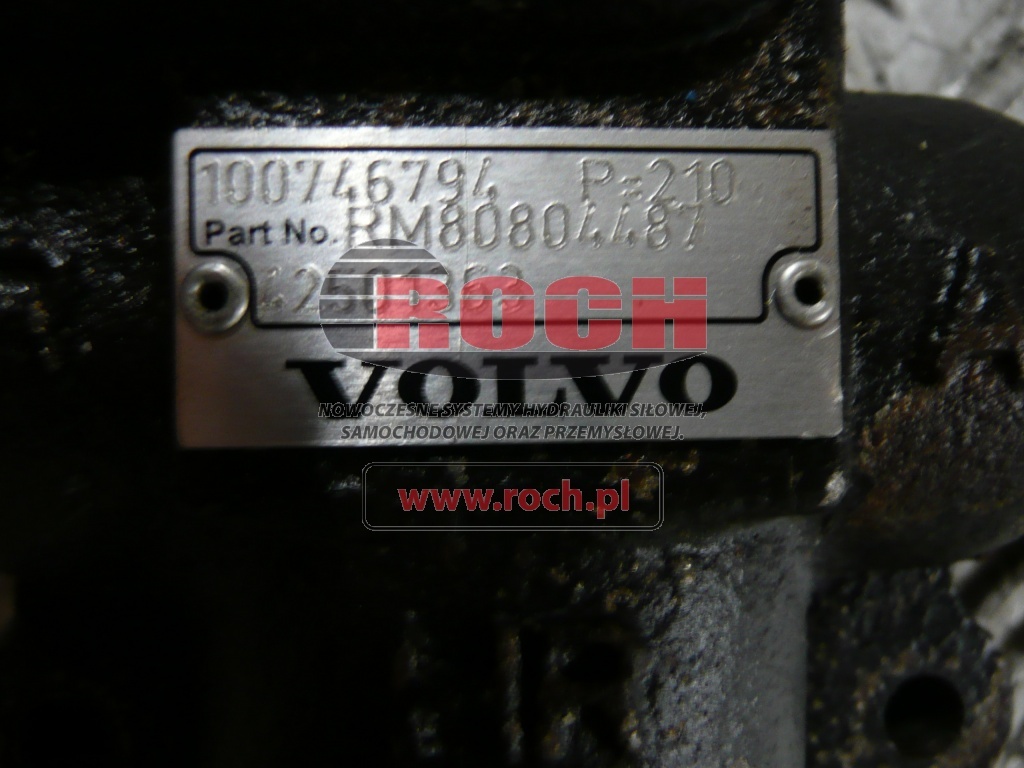 100746794 P=210
Part No. RM80804487
ROCH
VOLVO
NOWOCZESNE SYSTEMY HYDRAULIKI SIŁOWEJ,
SAMOCHODOWEJ ORAZ PRZEMYSŁOWEJ.
www.roch.pl